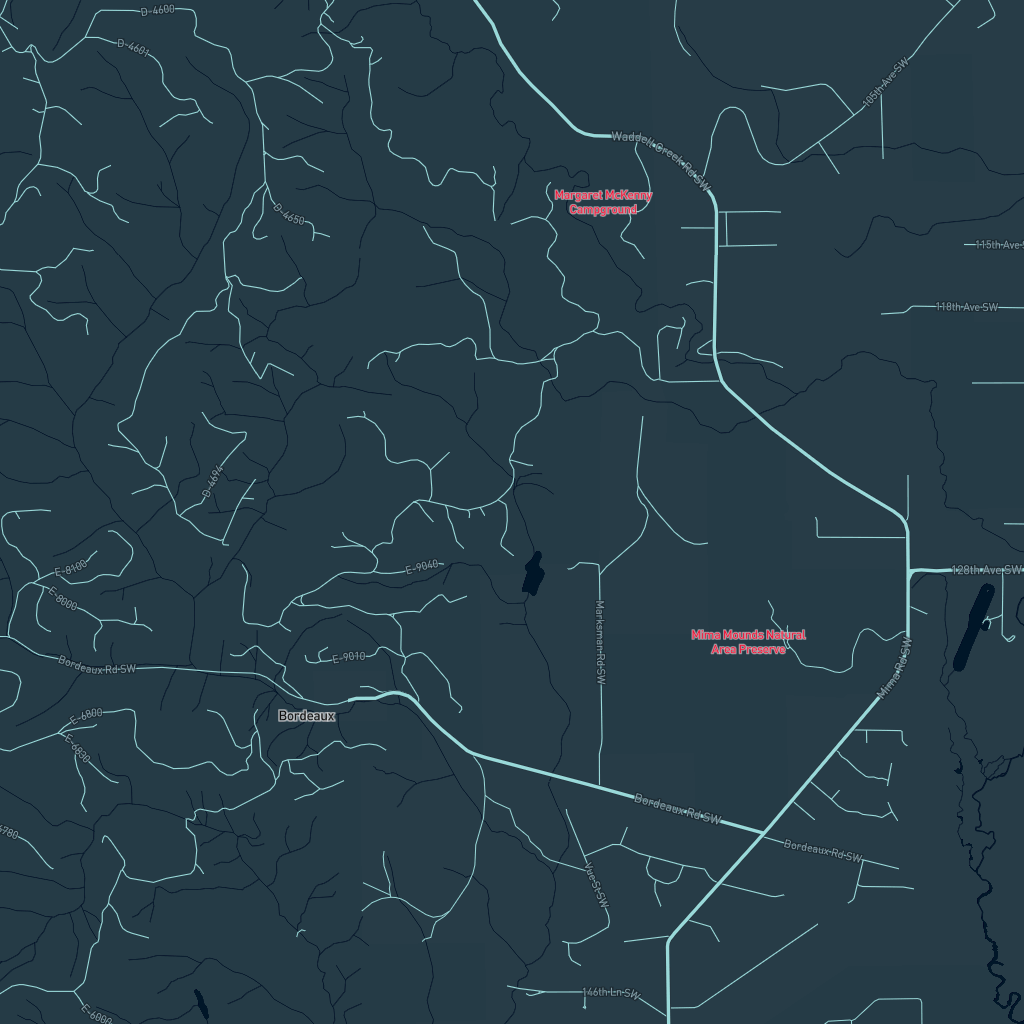 D-4600
D-4601
105th Ave SW
Waddell Creek Rd SW
Margaret McKenny
Campground
D-4650
115th Ave S
118th Ave SW
D-4694
E-8100
E-9040
128th Ave SW
E-8000
Marksman Rd SW
Mima Mounds Natural
Area Preserve
E-9010
Bordeaux Rd SW
Mima Rd SW
E-6800
Bordeaux
E-6830
Bordeaux Rd SW
6780
Bordeaux Rd SW
Vue St SW
146th Ln SW
E-6000